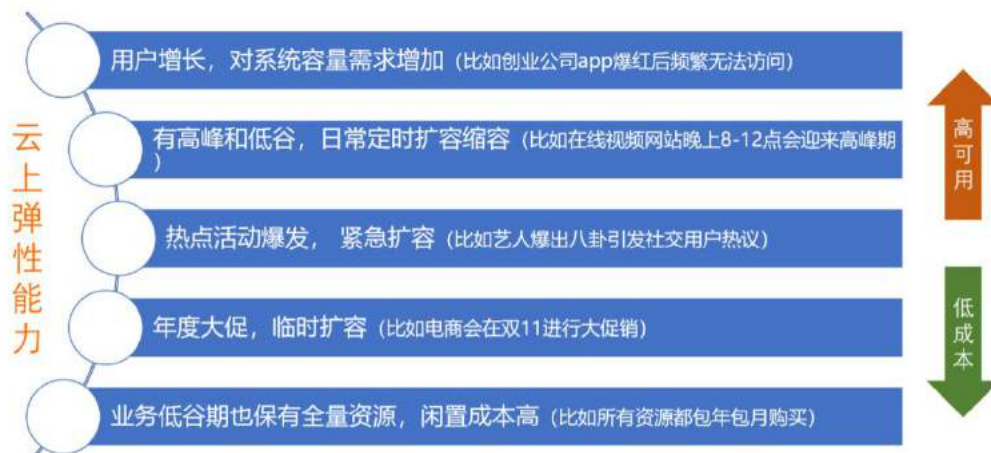 云上弹性能力
用户增长，对系统容量需求增加（比如创业公司app爆红后频繁无法访问）
有高峰和低谷，日常定时扩容缩容（比如在线视频网站晚上8-12点会迎来高峰期
）
热点活动爆发， 紧急扩容（比如艺人爆出八卦引发社交用户热议）
年度大促，临时扩容（比如电商会在双11进行大促销）
业务低谷期也保有全量资源，闲置成本高（比如所有资源都包年包月购买）
高可用
低成本